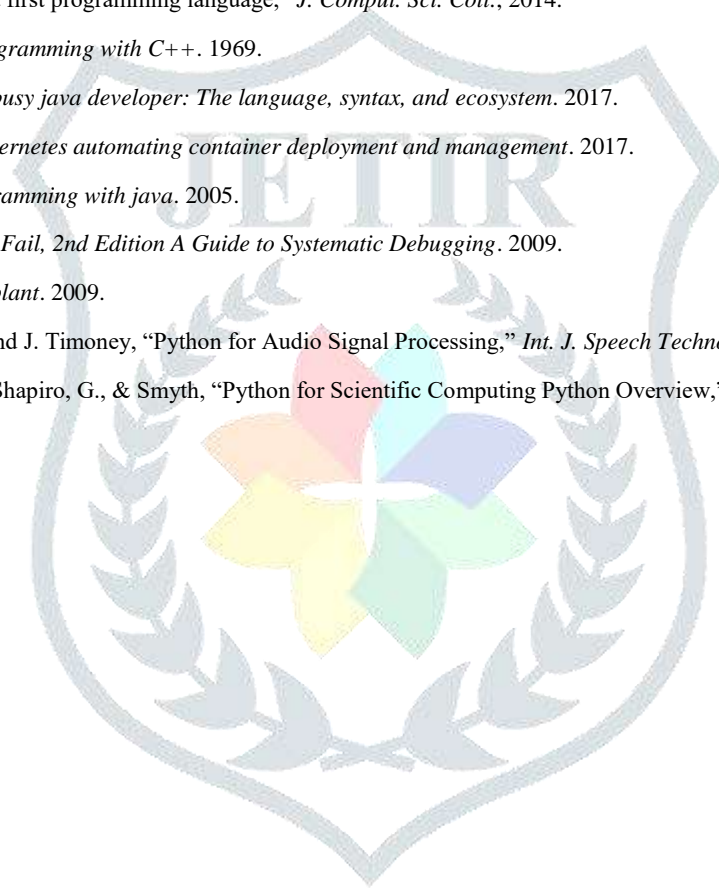 first programming language," J. Comput. Sci. Coll., 2014.
gramming with C++. 1969.
busy java developer: The language, syntax, and ecosystem. 2017.
ernetes automating container deployment and management. 2017.
ramming with java. 2005.
Fail, 2nd Edition A Guide to Systematic Debugging. 2009.
plant. 2009.
nd J. Timoney, “Python for Audio Signal Processing,” Int. J. Speech Techno
Shapiro, G., & Smyth, “Python for Scientific Computing Python Overview,”
JETIR